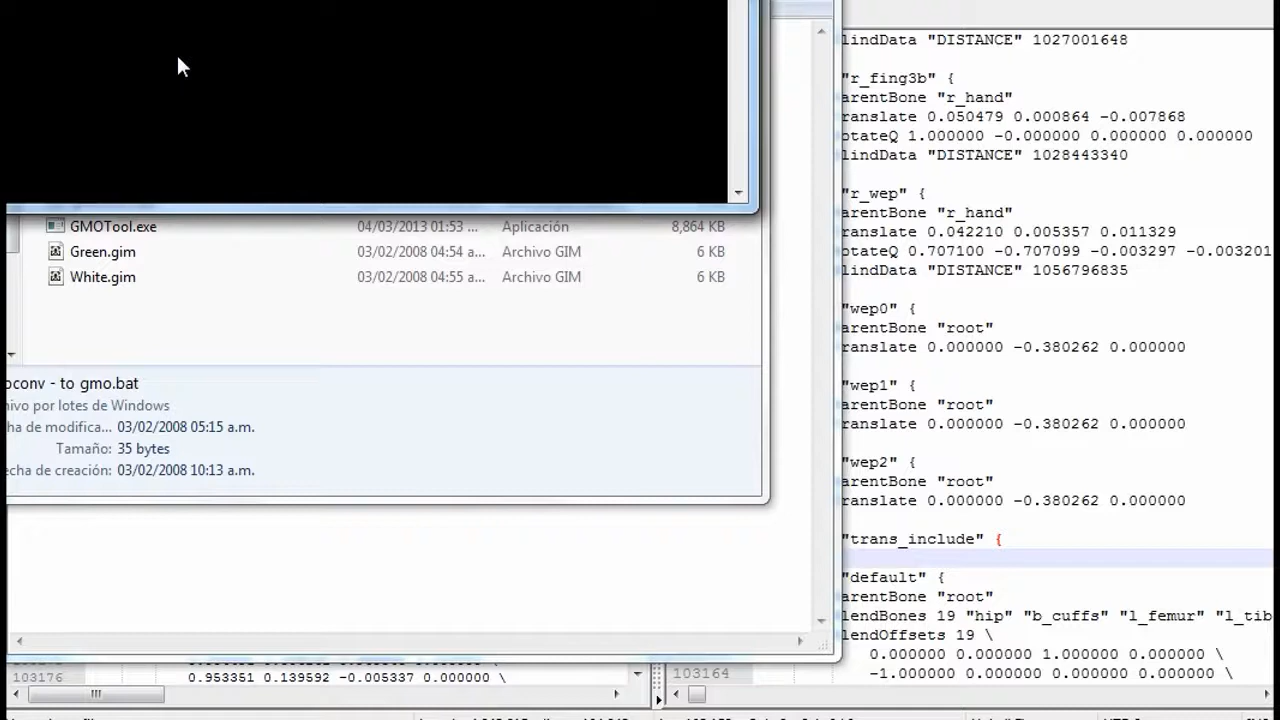 GMOTool.exe 04/03/2013 01:53 ... Aplicación 8,864 KB
Green.gim 03/02/2008 04:54 a... Archivo GIM 6 KB
White.gim 03/02/2008 04:55 a... Archivo GIM 6 KB
oconv - to gmo.bat
hivo por lotes de Windows
ha de modifica... 03/02/2008 05:15 a.m.
Tamaño: 35 bytes
echa de creación: 03/02/2008 10:13 a.m.
lindData "DISTANCE" 1027001648
"r_fing3b" {
arentBone "r_hand"
ranslate 0.050479 0.000864 -0.007868
otateQ 1.000000 -0.000000 0.000000 0.000000
lindData "DISTANCE" 1028443340
"r_wep" {
arentBone "r_hand"
ranslate 0.042210 0.005357 0.011329
otateQ 0.707100 -0.707099 -0.003297 -0.003201
lindData "DISTANCE" 1056796835
"wep0" {
arentBone "root"
ranslate 0.000000 -0.380262 0.000000
"wep1" {
arentBone "root"
ranslate 0.000000 -0.380262 0.000000
"wep2" {
arentBone "root"
ranslate 0.000000 -0.380262 0.000000
"trans_include" {
"default" {
arentBone "root"
lendBones 19 "hip" "b_cuffs" "l_femur" "l_tib
lendOffsets 19 \
0.000000 0.000000 1.000000 0.000000 \
103164 -1.000000 0.000000 0.000000 0.000000 \
103176 0.953351 0.139592 -0.005337 0.000000 \